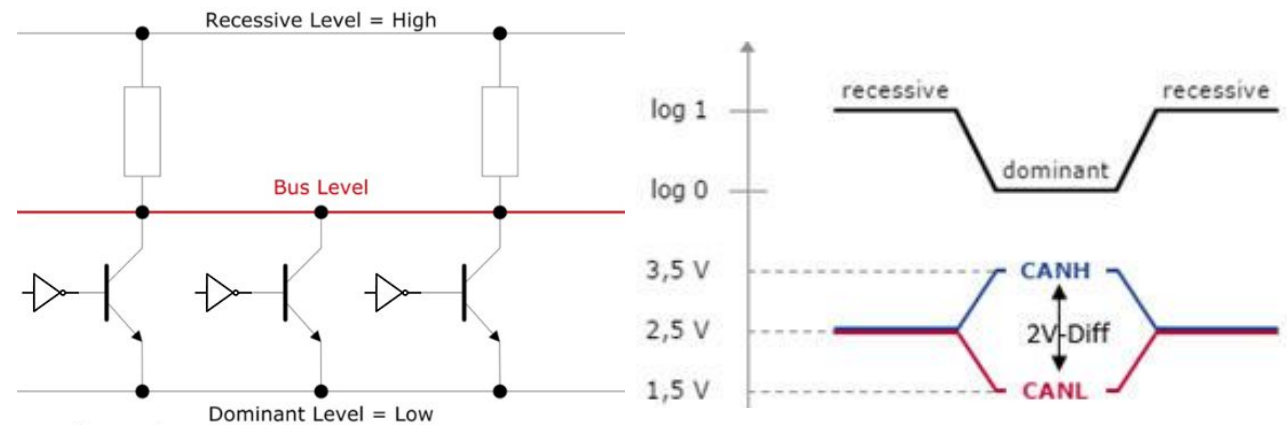 Recessive Level = High
Bus Level
Dominant Level = Low
recessive
recessive
log 1
dominant
log 0
3,5 V
CANH
2,5 V
2V-Diff
1,5 V
CANL